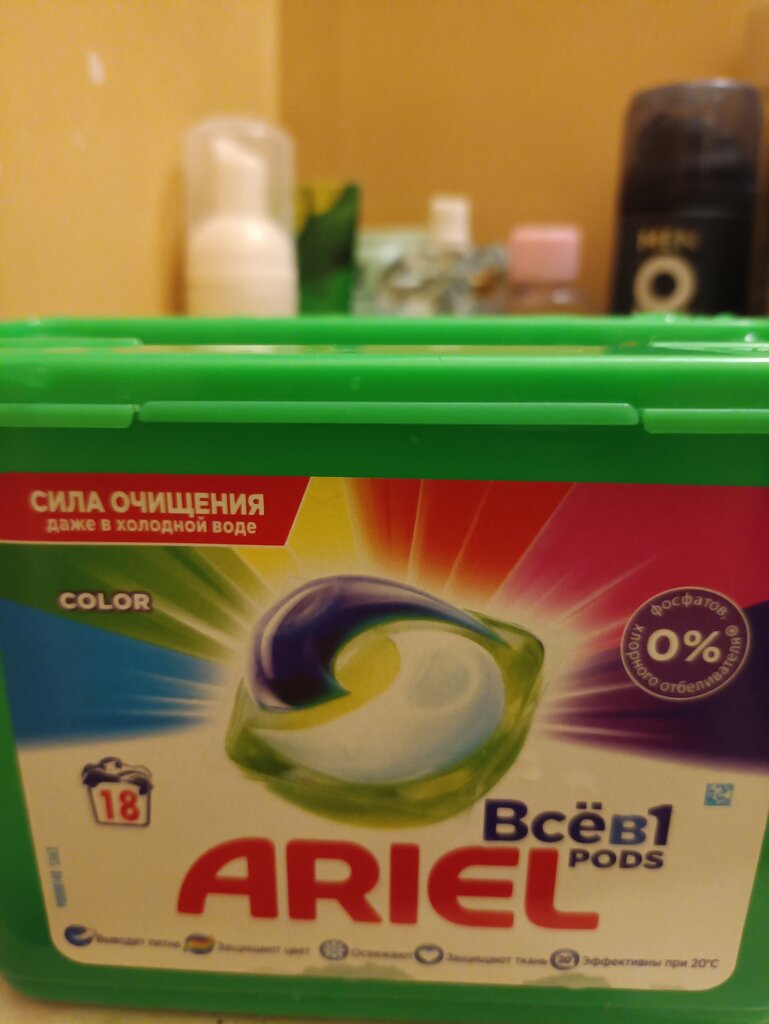 MEN
СИЛА ОЧИЩЕНИЯ
даже в холодной воде
COLOR
фосфатов,
0%
хлорного отбеливателя
18
Всёв1
PODS
ARIEL
Выводят пятна Защищают цвет Освежают Защищают ткань 20° Эффективны при 20°C